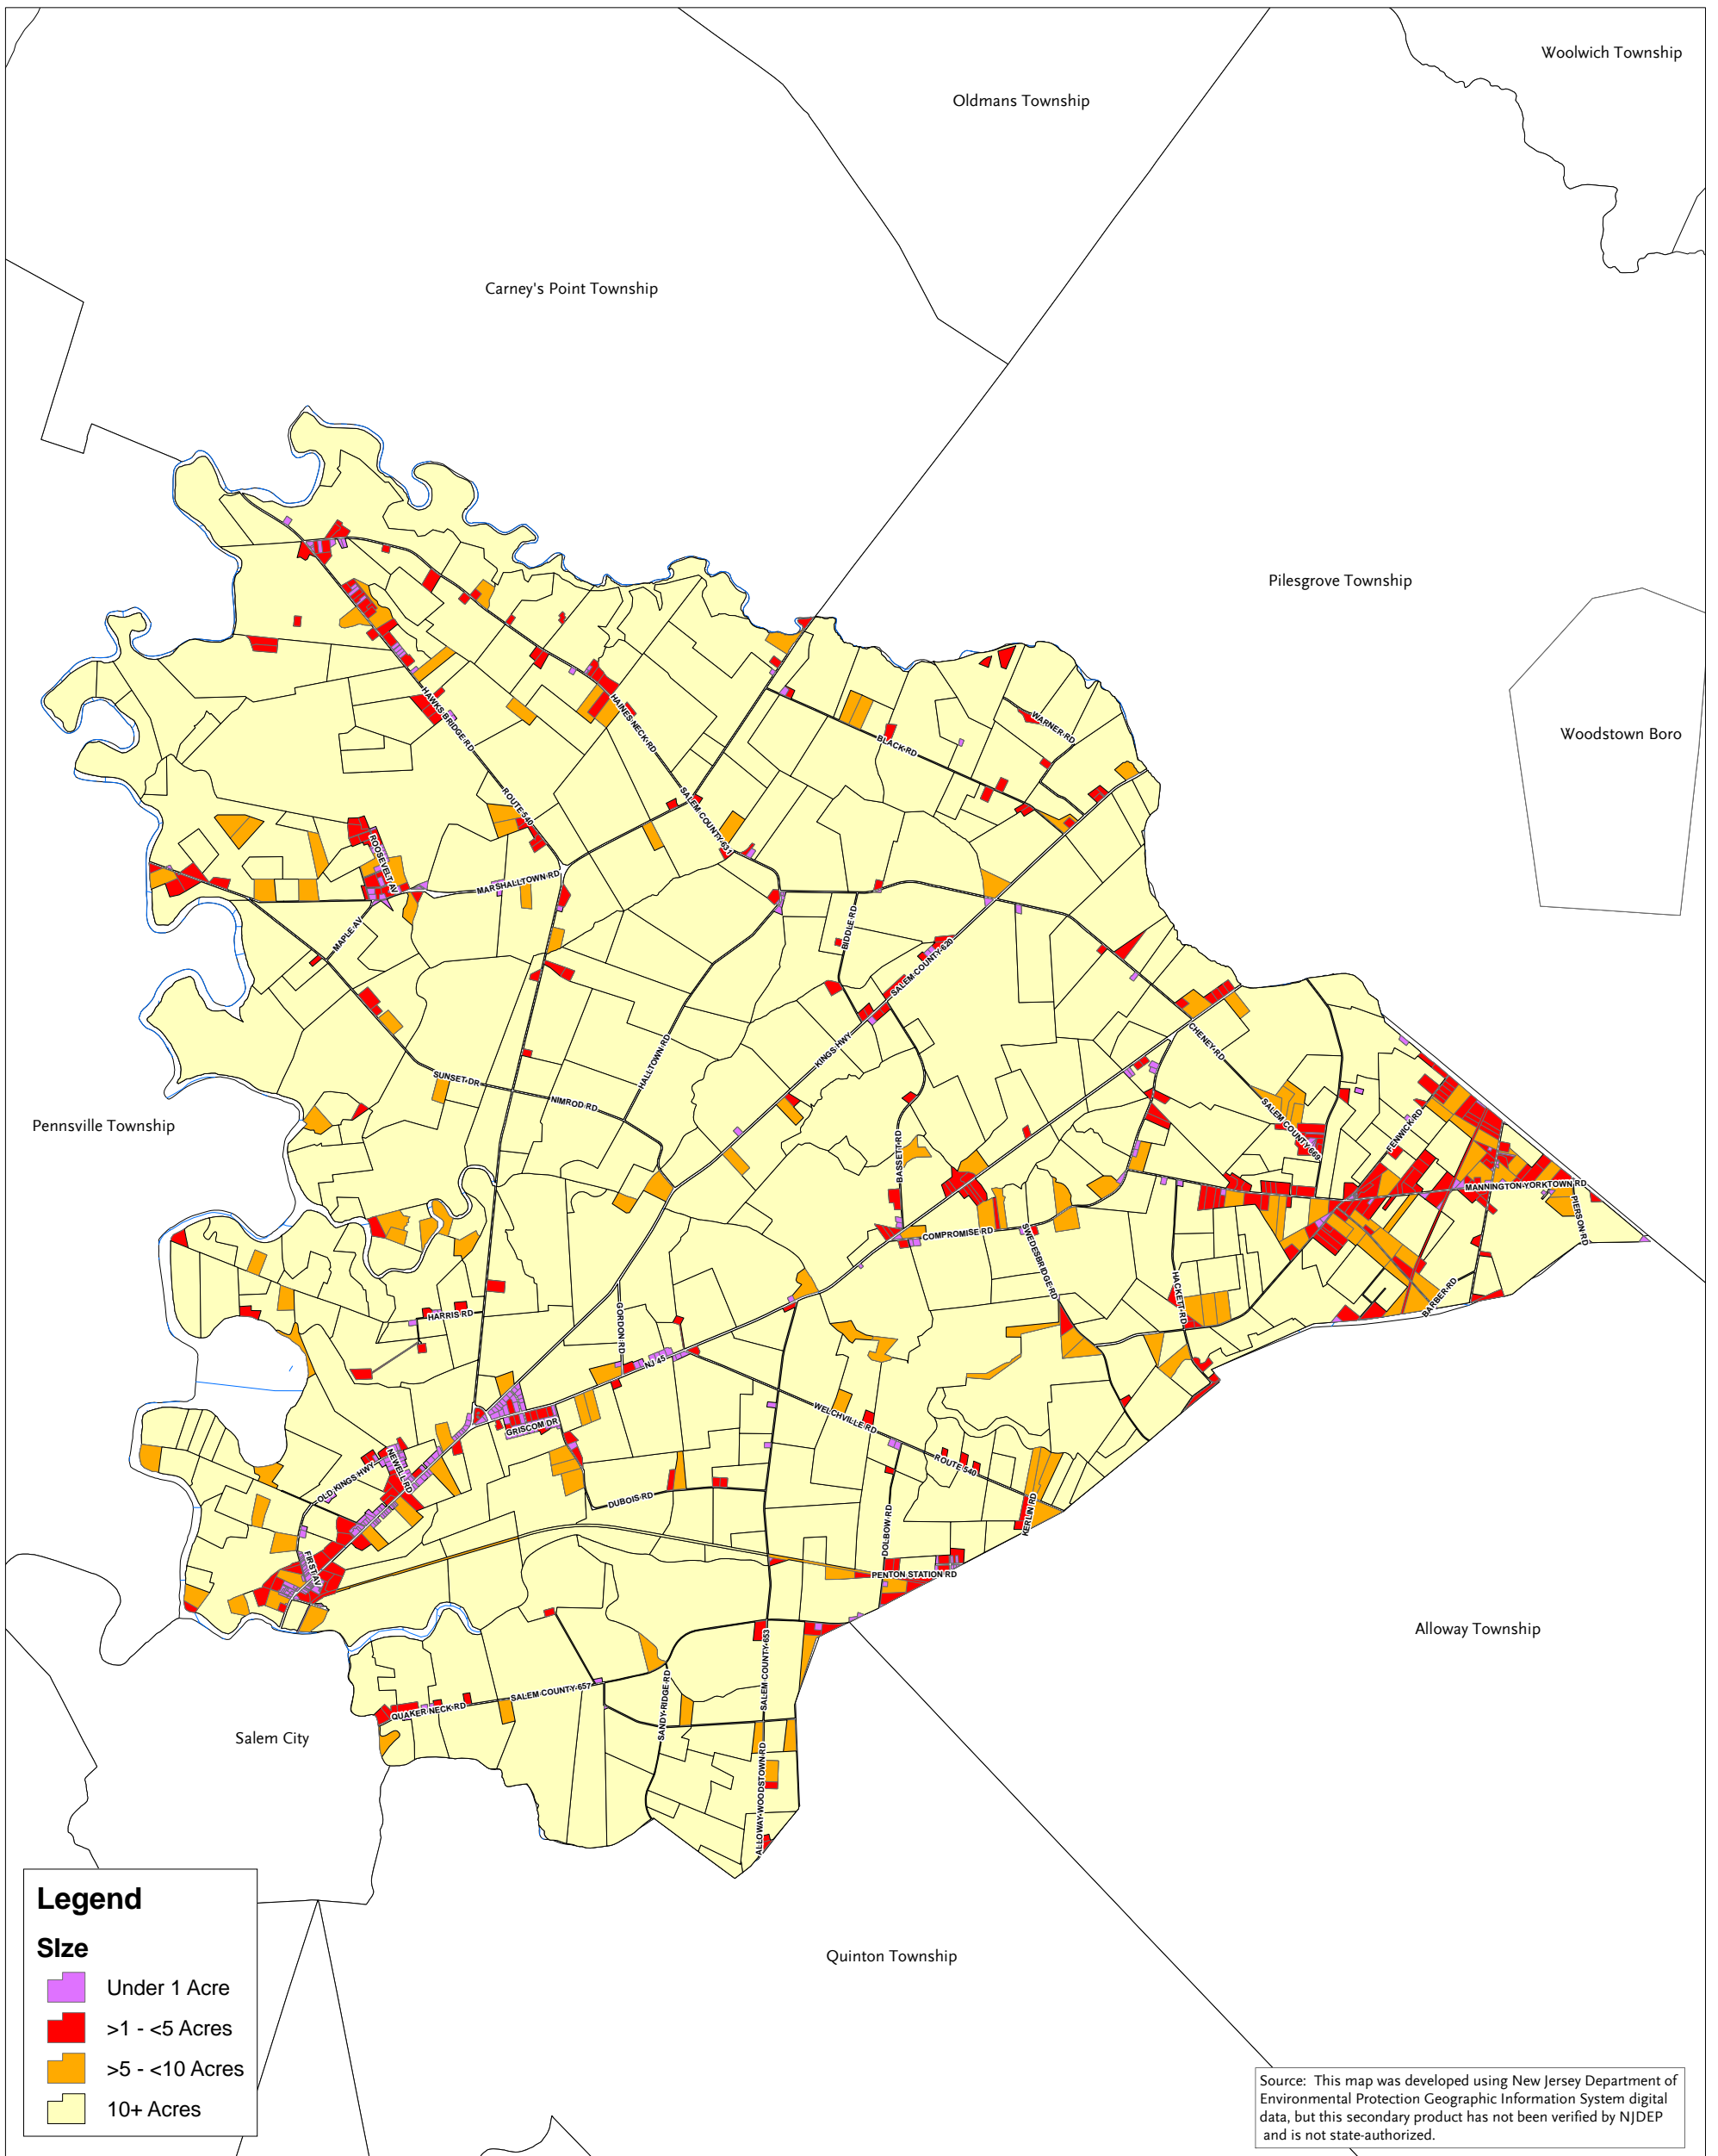 Woolwich Township
Oldmans Township
Carney's Point Township
Pilesgrove Township
Woodstown Boro
HAWKS BRIDGE RD
HAINES NECK RD
WARNER RD
BLACK RD
ROUTE 540
SALEM COUNTY 631
ROOSEVELT AV
MARSHALLTOWN RD
MAPLE AV
BIDDLE RD
SALEM COUNTY 620
KINGS HWY
HALLTOWN RD
CHENEY RD
SUNSET DR
NIMROD RD
Pennsville Township
SALEM COUNTY 669
FENWICK RD
BASSETT RD
MANNINGTON YORKTOWN RD
PIERSON RD
COMPROMISE RD
SWEDESBRIDGE RD
HACKETT RD
BARBER RD
HARRIS RD
GORDON RD
NJ 45
GRISCOM DR
WELCHVILLE RD
OLD KINGS HWY
NEWELL RD
ROUTE 540
DUBOIS RD
KERLIN RD
DOLBOW RD
FIRST AV
PENTON STATION RD
Alloway Township
SALEM COUNTY 653
SALEM COUNTY 657
SANDY RIDGE RD
QUAKER NECK RD
Salem City
ALLOWAY WOODSTOWN RD
Quinton Township
Legend
SIze
Under 1 Acre
>1 - <5 Acres
>5 - <10 Acres
10+ Acres
Source:  This map was developed using New Jersey Department of
Environmental Protection Geographic Information System digital
data, but this secondary product has not been verified by NJDEP
and is not state-authorized.